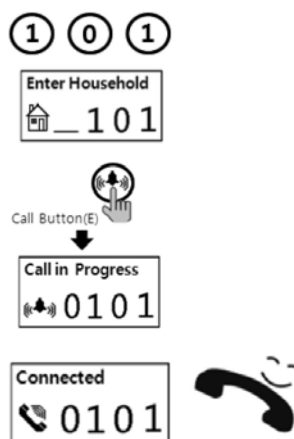 1 0 1
Enter Household
_101
Call Button(E)
Call in Progress
0101
Connected
0101